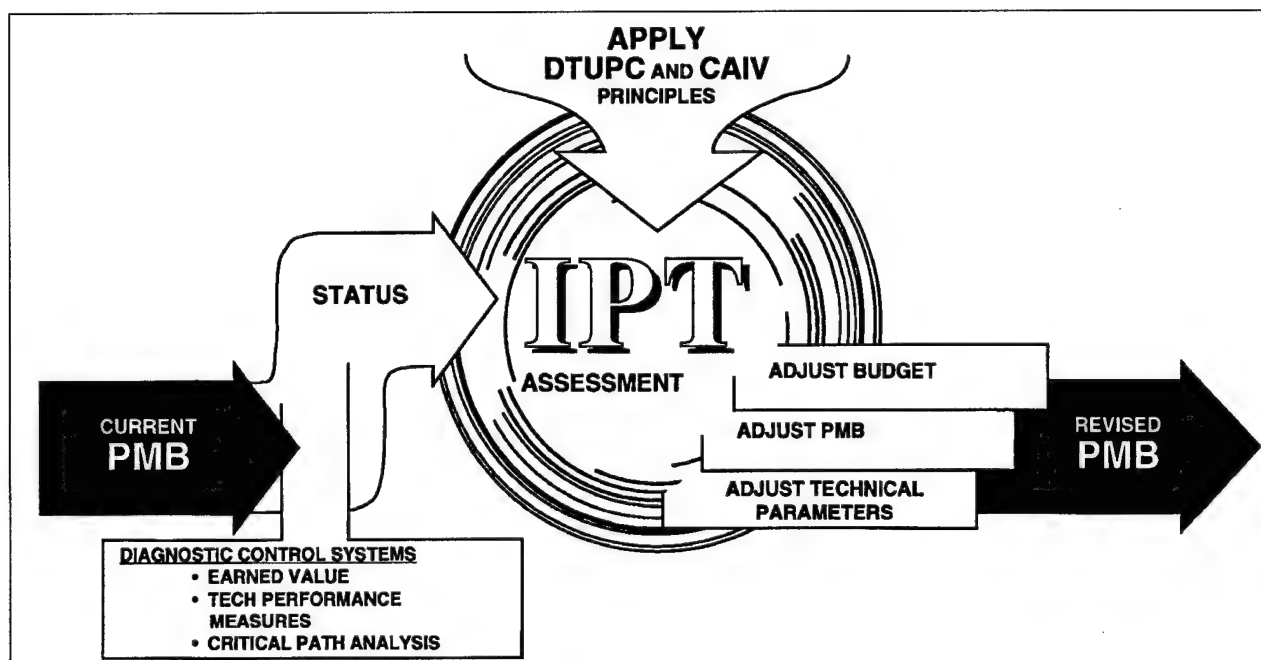 APPLY
DTUPC AND CAIV
PRINCIPLES
STATUS
IPT
ASSESSMENT
CURRENT
PMB
ADJUST BUDGET
ADJUST PMB
ADJUST TECHNICAL
PARAMETERS
REVISED
PMB
DIAGNOSTIC CONTROL SYSTEMS
• EARNED VALUE
• TECH PERFORMANCE
MEASURES
• CRITICAL PATH ANALYSIS